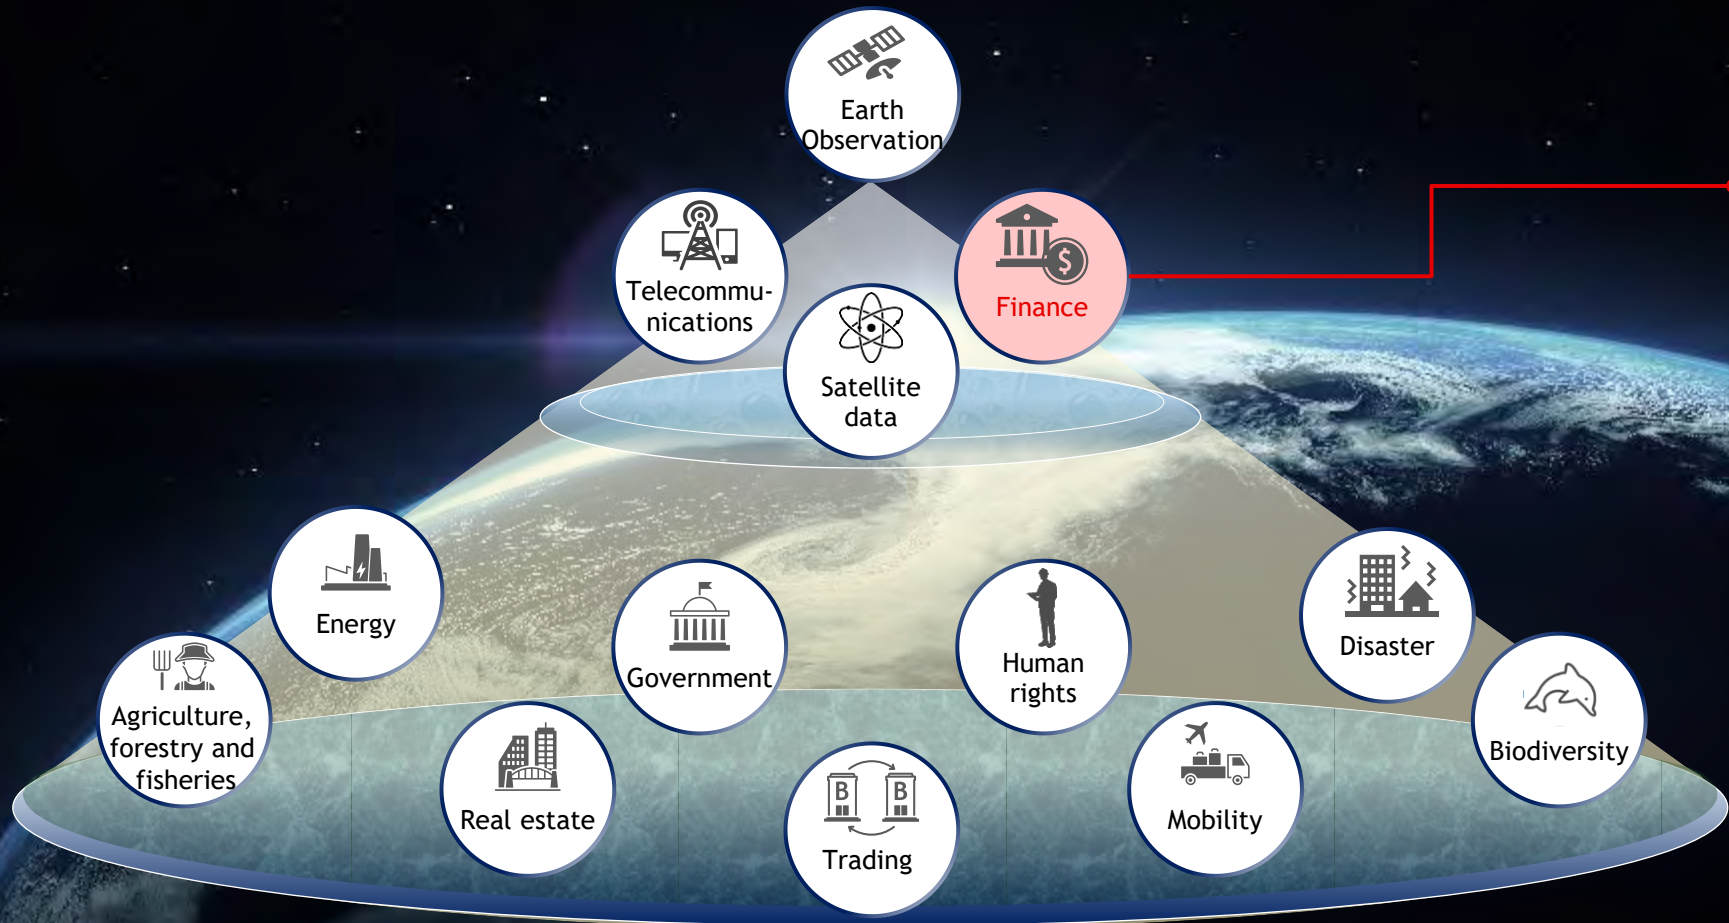 Earth
Observation
Telecommu-
nications
$
Finance
Satellite
data
Energy
Government
Human
rights
Disaster
Agriculture,
forestry and
fisheries
Biodiversity
Real estate
B B
Trading
Mobility